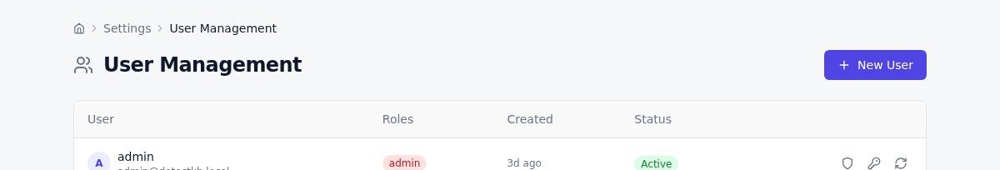 Settings > User Management
User Management
+ New User
User Roles Created Status
A admin admin 3d ago Active